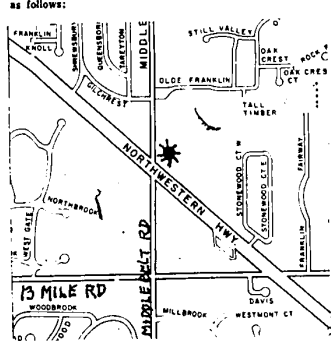 as follows:
FRANKLIN
KNOLL
SHREWSBURY
QUEENSBORO
TAREYTON
MIDDLE
GILCHREST
STILL VALLEY
OAK
CREST
ROCK
OAK CRES
CT
OLDE FRANKLIN
TALL
TIMBER
NORTHWESTERN HWY.
NORTHBROOK
WEST GATE
STONEWOOD CT W
STONEWOOD CT E
FAIRWAY
FRANKLIN
MIDDLEBELT RD
13 MILE RD
WOODBROOK
WOOD
MILLBROOK
DAVIS
WESTMONT CT